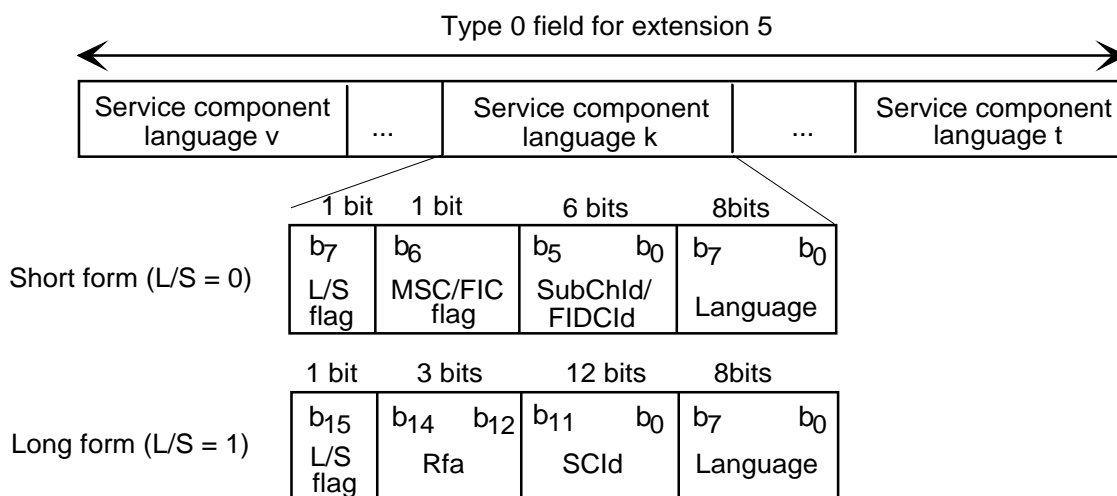 Type 0 field for extension 5
Service component language v ... Service component language k ... Service component language t
1 bit 1 bit 6 bits 8bits
b7 b6 b5 b0 b7 b0
Short form (L/S = 0) L/S flag MSC/FIC flag SubChId/ FIDCId Language
1 bit 3 bits 12 bits 8bits
b15 b14 b12 b11 b0 b7 b0
Long form (L/S = 1) L/S flag Rfa SCId Language